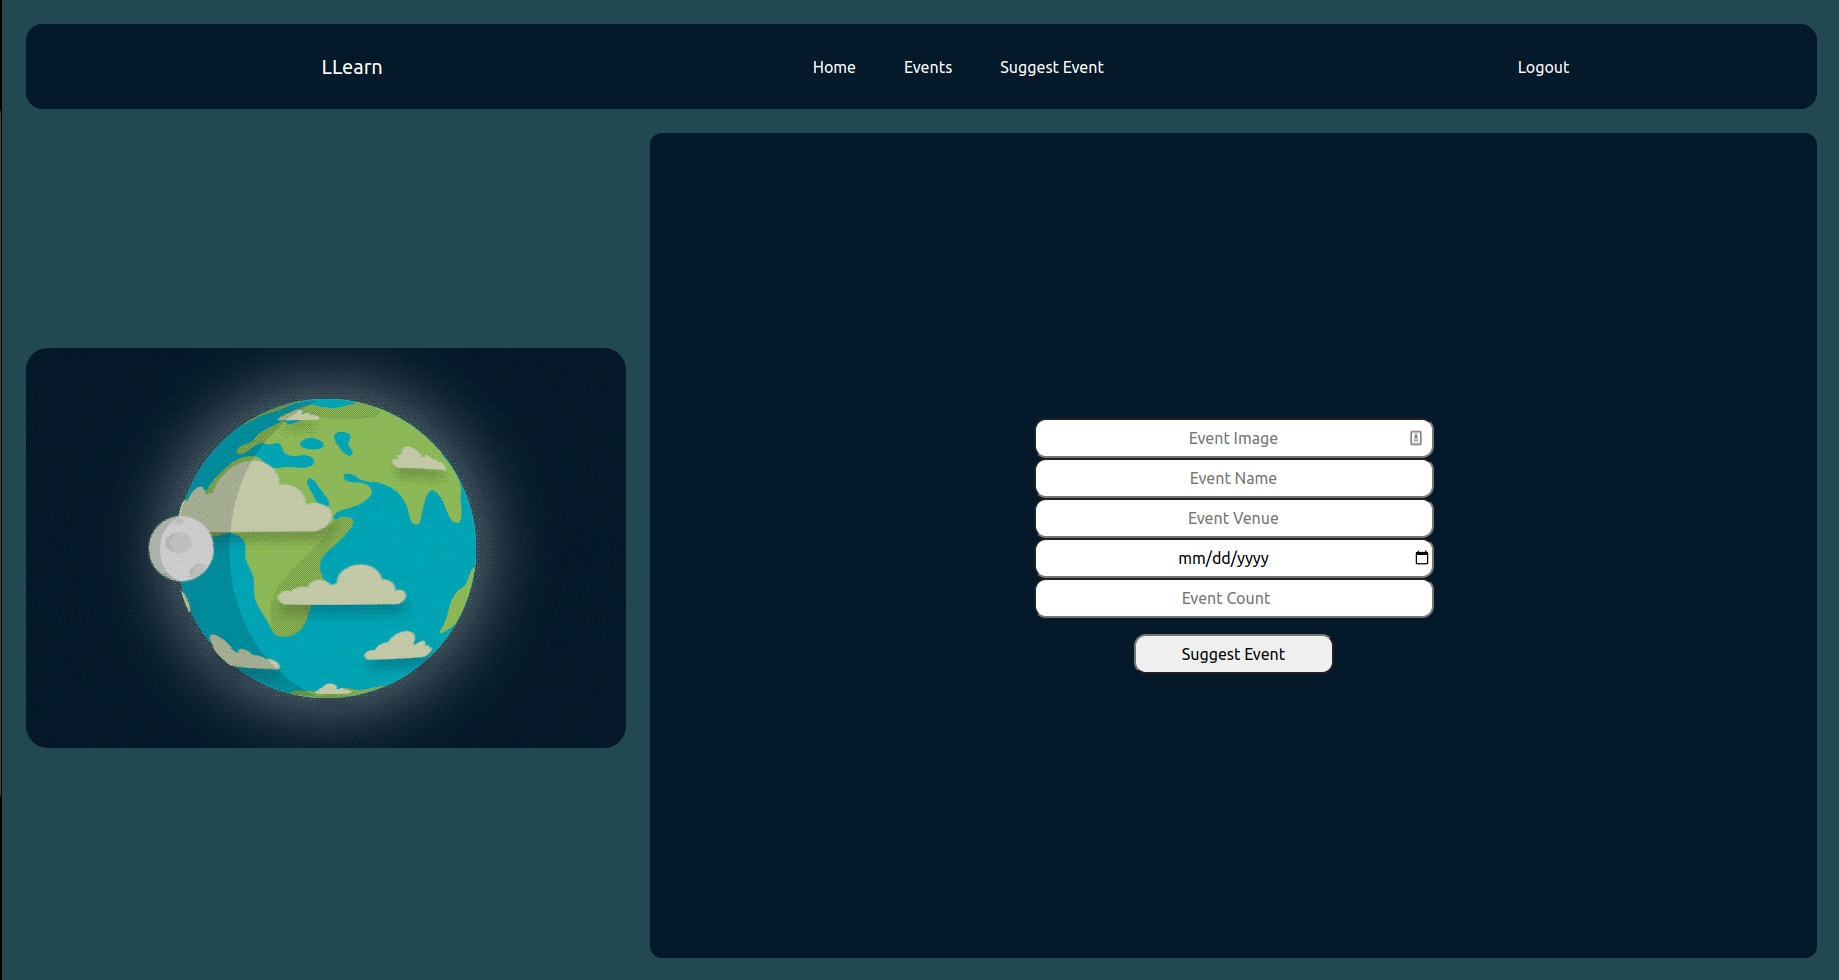 LLearn Home Events Suggest Event Logout
Event Image
Event Name
Event Venue
mm/dd/yyyy
Event Count
Suggest Event